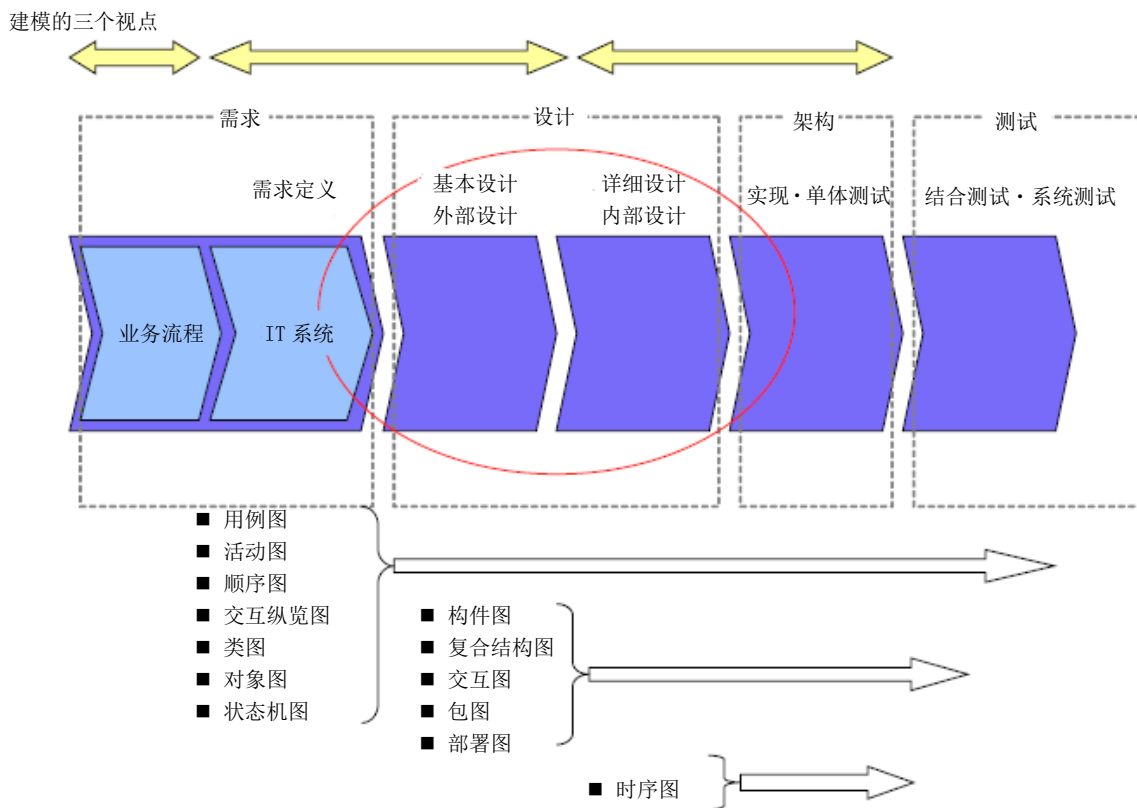 建模的三个视点
需求
设计
架构
测试
需求定义
基本设计
外部设计
详细设计
内部设计
实现·单体测试
结合测试·系统测试
业务流程
IT 系统
■ 用例图
■ 活动图
■ 顺序图
■ 交互纵览图
■ 类图
■ 对象图
■ 状态机图
■ 构件图
■ 复合结构图
■ 交互图
■ 包图
■ 部署图
■ 时序图